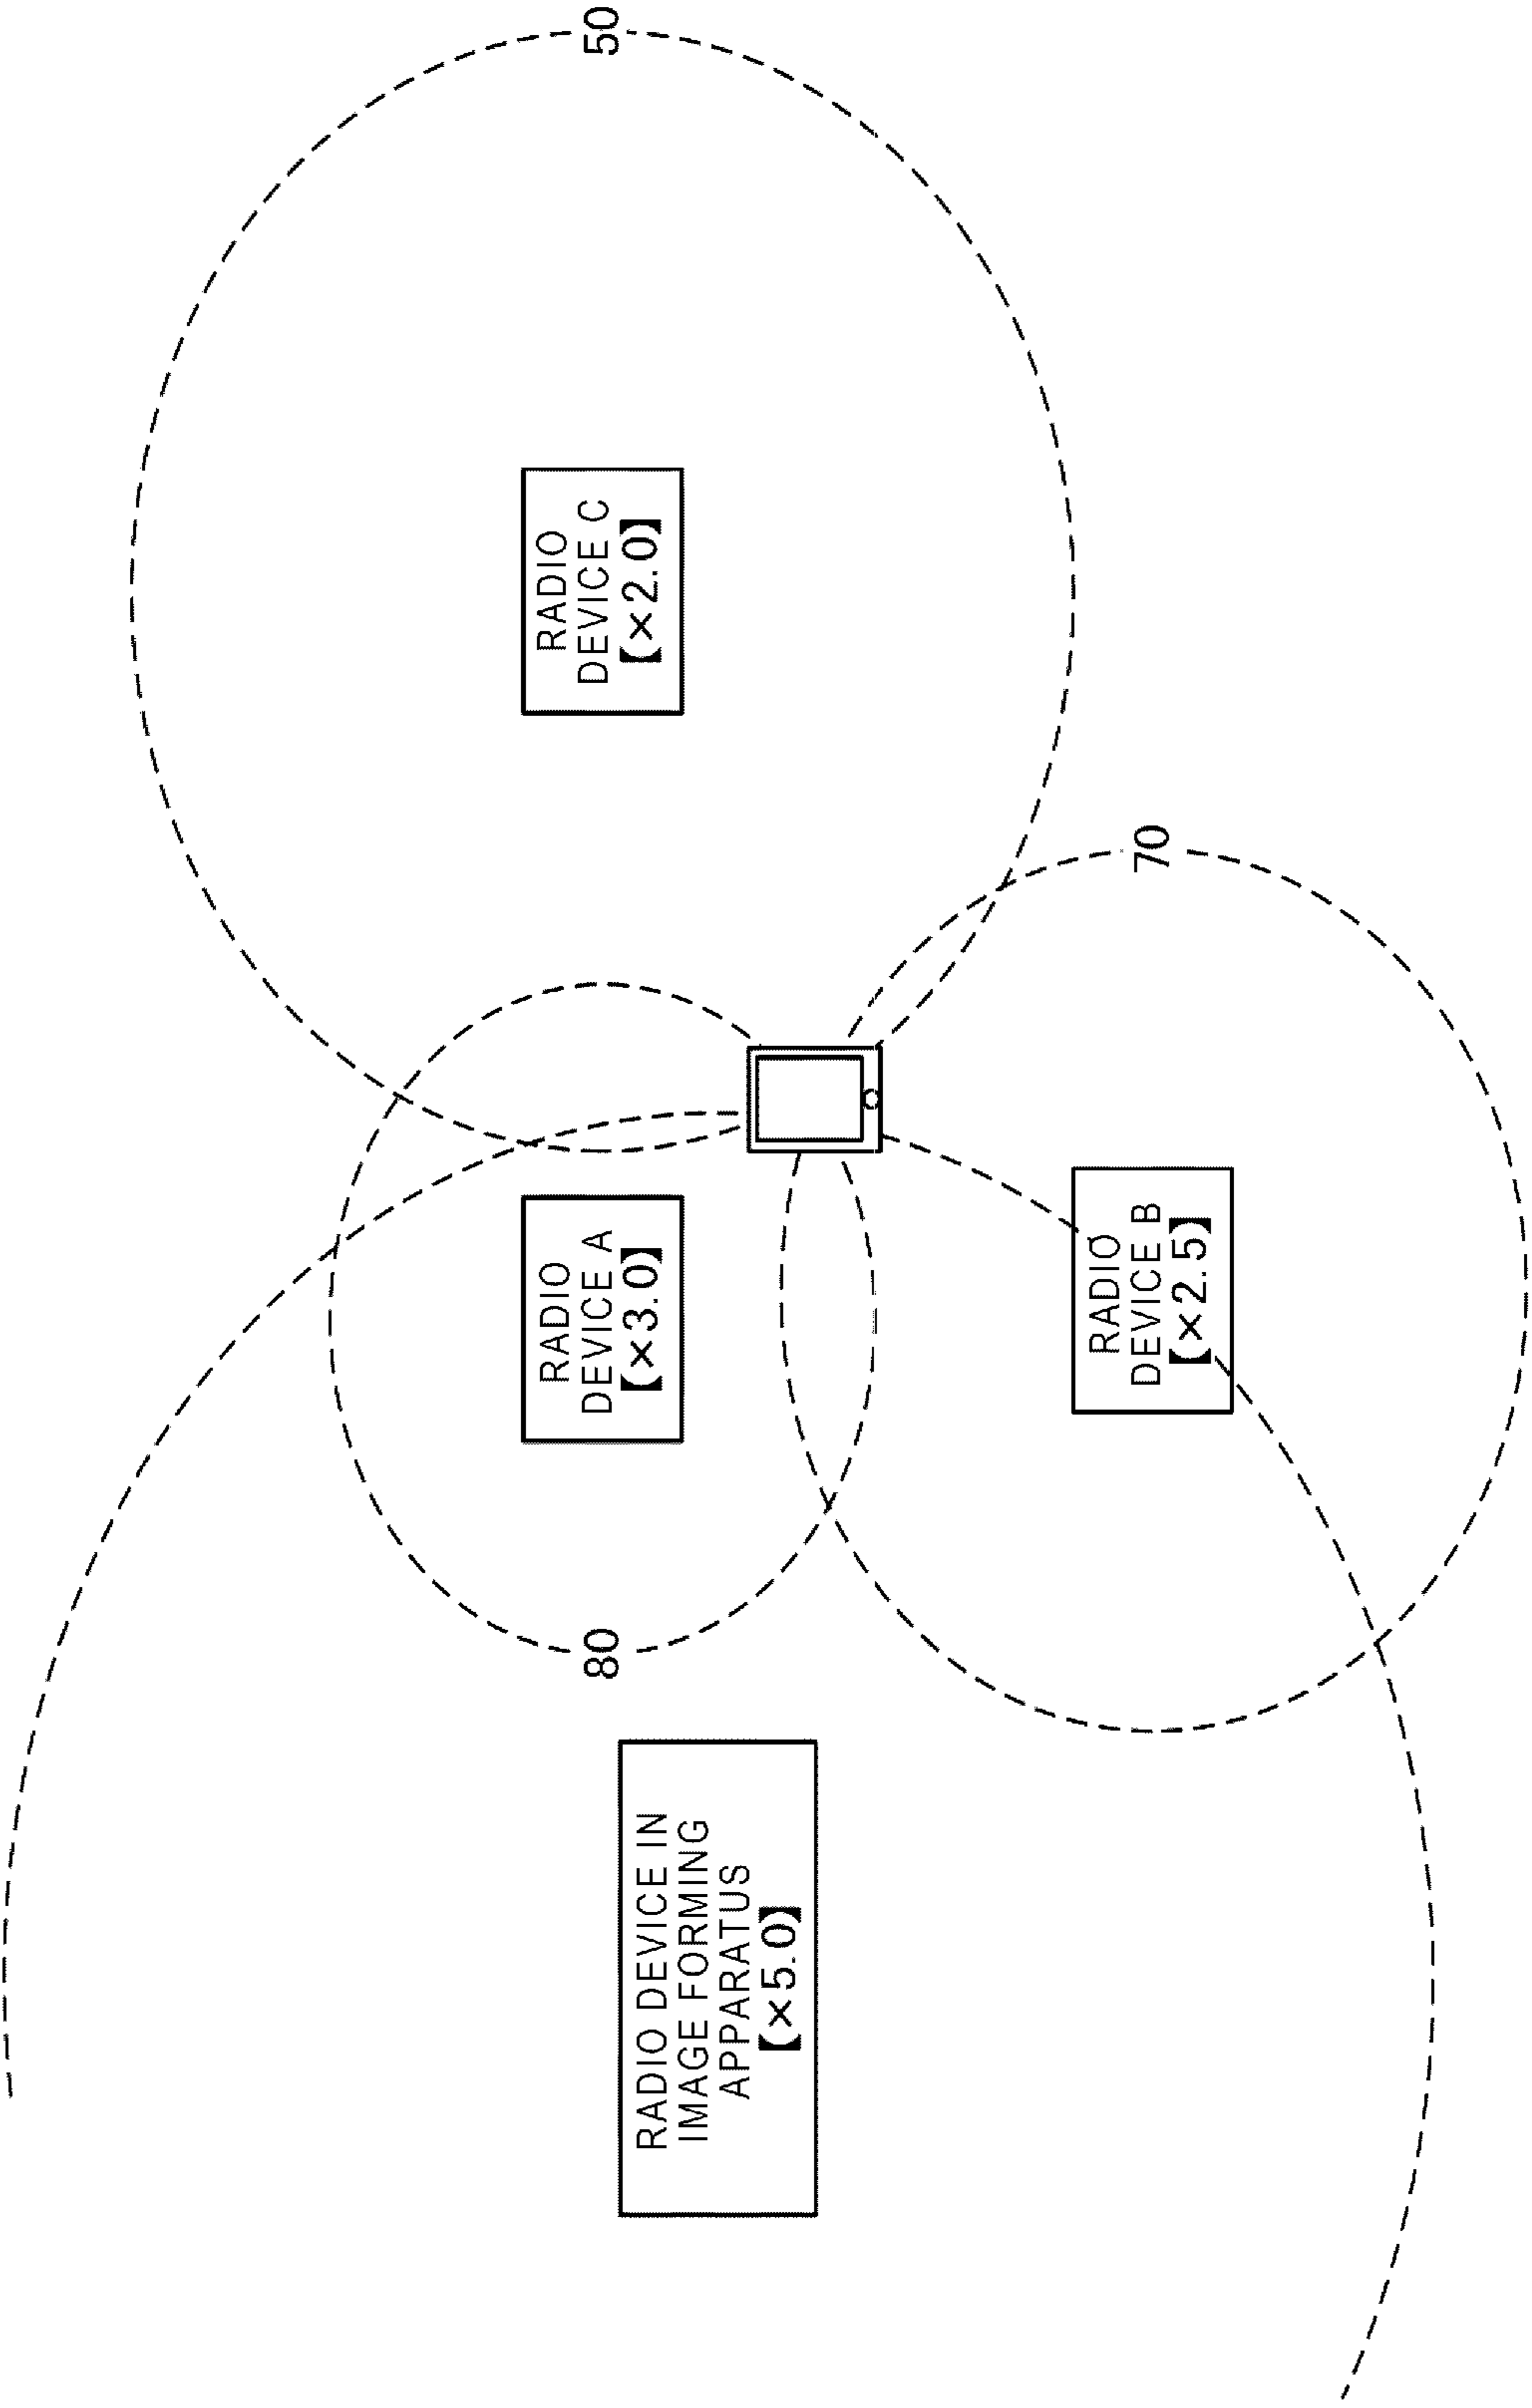 RADIO DEVICE IN
IMAGE FORMING
APPARATUS
【×5.0】
80
RADIO
DEVICE A
【×3.0】
RADIO
DEVICE C
【×2.0】
50
RADIO
DEVICE B
【×2.5】
70